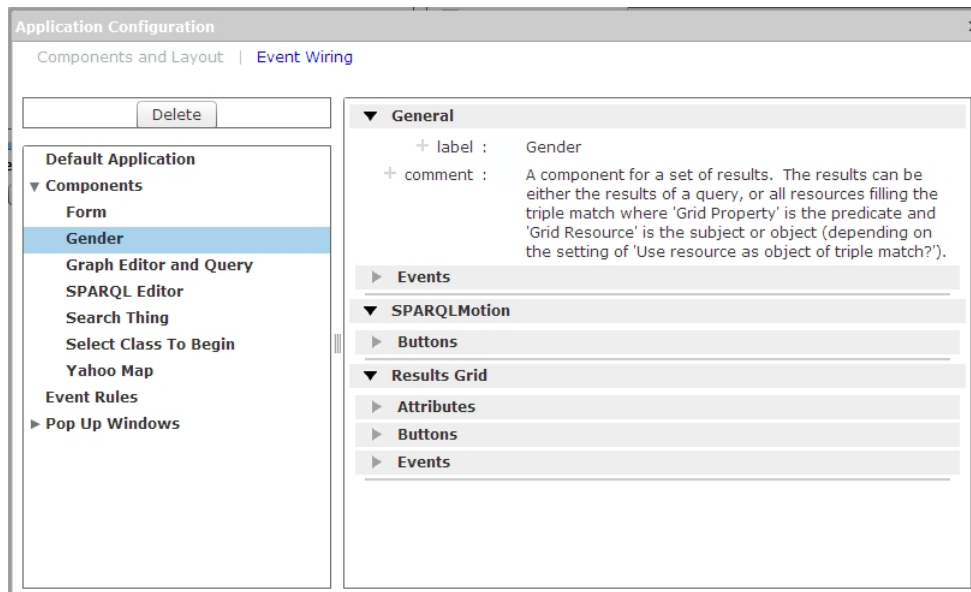 Application Configuration
Components and Layout | Event Wiring
Delete
Default Application
Components
Form
Gender
Graph Editor and Query
SPARQL Editor
Search Thing
Select Class To Begin
Yahoo Map
Event Rules
Pop Up Windows
General
label : Gender
comment : A component for a set of results. The results can be
either the results of a query, or all resources filling the
triple match where 'Grid Property' is the predicate and
'Grid Resource' is the subject or object (depending on
the setting of 'Use resource as object of triple match?').
Events
SPARQLMotion
Buttons
Results Grid
Attributes
Buttons
Events